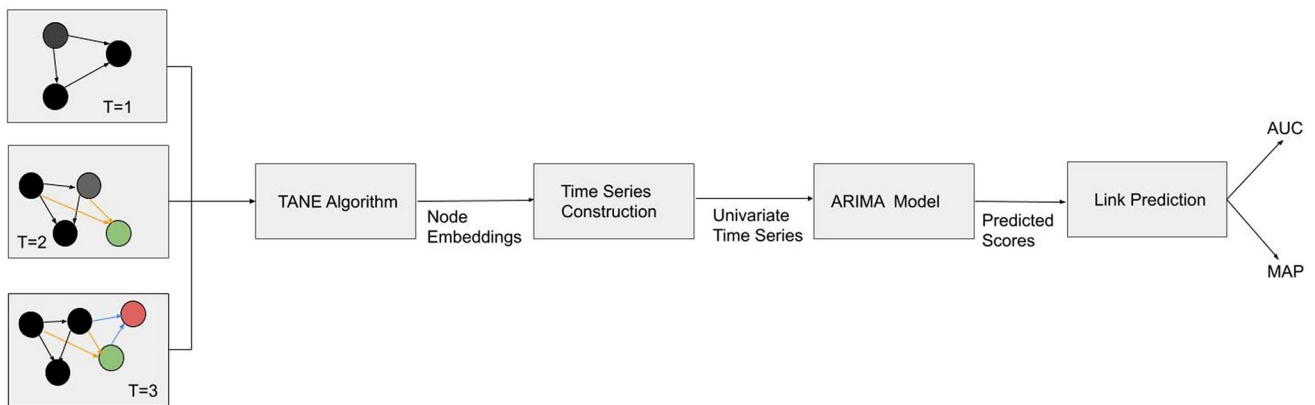 T=1
T=2
T=3
TANE Algorithm
Node
Embeddings
Time Series
Construction
Univariate
Time Series
ARIMA Model
Predicted
Scores
Link Prediction
AUC
MAP